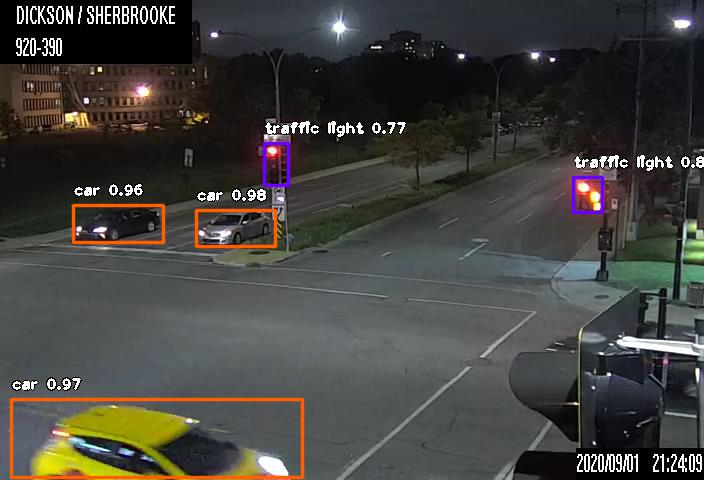 DICKSON / SHERBROOKE
920-390
traffic light 0.77
traffic light 0.8
car 0.96
car 0.98
car 0.97
2020/09/01 21:24:09